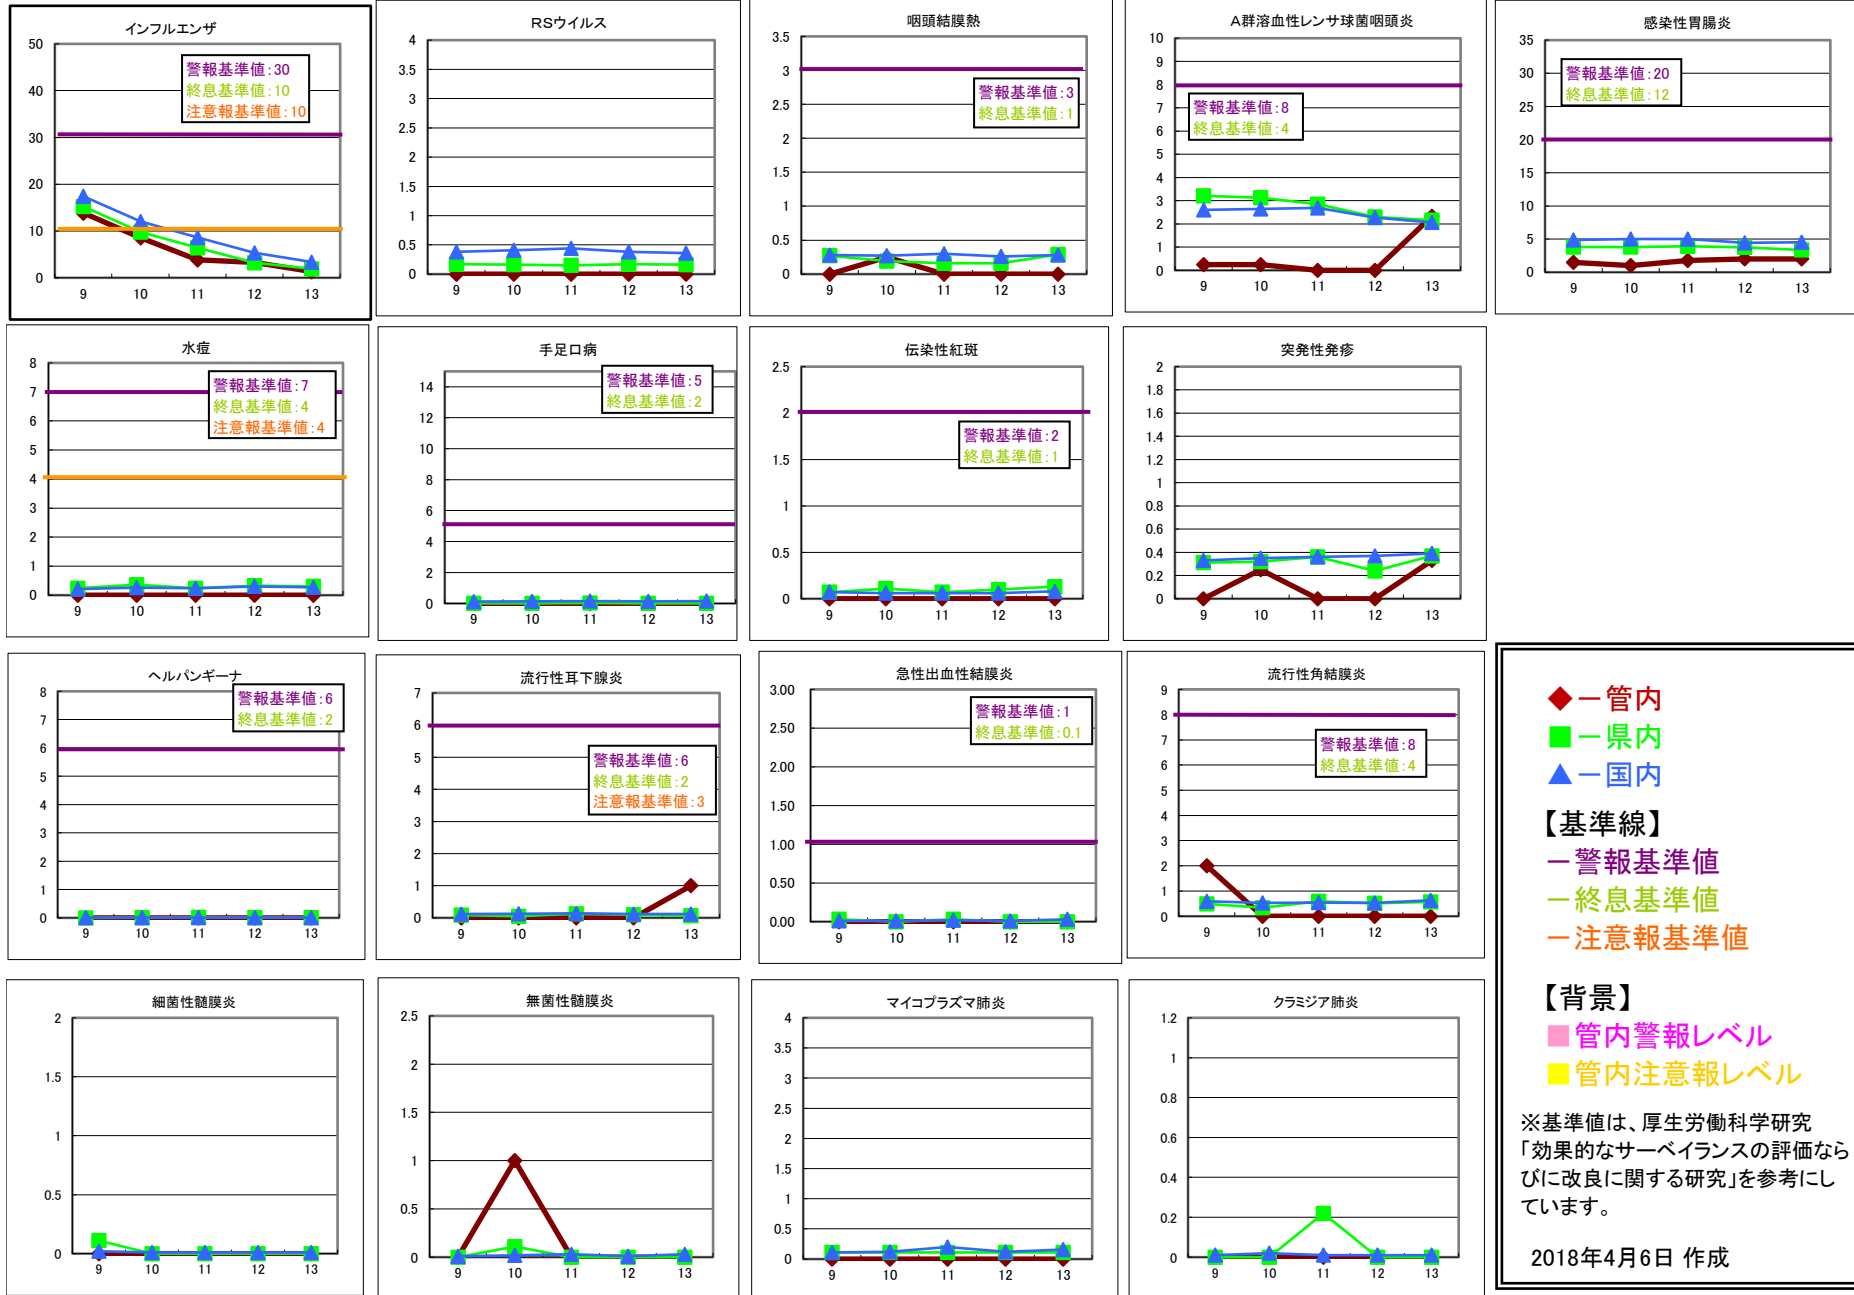 インフルエンザ
50
40
30
20
10
0
9 10 11 12 13
警報基準値:30
終息基準値:10
注意報基準値:10
RSウイルス
4
3.5
3
2.5
2
1.5
1
0.5
0
9 10 11 12 13
咽頭結膜熱
3.5
3
2.5
2
1.5
1
0.5
0
9 10 11 12 13
警報基準値:3
終息基準値:1
A群溶血性レンサ球菌咽頭炎
10
9
8
7
6
5
4
3
2
1
0
9 10 11 12 13
警報基準値:8
終息基準値:4
感染性胃腸炎
35
30
25
20
15
10
5
0
9 10 11 12 13
警報基準値:20
終息基準値:12
水痘
8
7
6
5
4
3
2
1
0
9 10 11 12 13
警報基準値:7
終息基準値:4
注意報基準値:4
手足口病
14
12
10
8
6
4
2
0
9 10 11 12 13
警報基準値:5
終息基準値:2
伝染性紅斑
2.5
2
1.5
1
0.5
0
9 10 11 12 13
警報基準値:2
終息基準値:1
突発性発疹
2
1.8
1.6
1.4
1.2
1
0.8
0.6
0.4
0.2
0
9 10 11 12 13
ヘルパンギーナ
8
7
6
5
4
3
2
1
0
9 10 11 12 13
警報基準値:6
終息基準値:2
流行性耳下腺炎
7
6
5
4
3
2
1
0
9 10 11 12 13
警報基準値:6
終息基準値:2
注意報基準値:3
急性出血性結膜炎
3.00
2.50
2.00
1.50
1.00
0.50
0.00
9 10 11 12 13
警報基準値:1
終息基準値:0.1
流行性角結膜炎
9
8
7
6
5
4
3
2
1
0
9 10 11 12 13
警報基準値:8
終息基準値:4
細菌性髄膜炎
2
1.5
1
0.5
0
9 10 11 12 13
無菌性髄膜炎
2.5
2
1.5
1
0.5
0
9 10 11 12 13
マイコプラズマ肺炎
4
3.5
3
2.5
2
1.5
1
0.5
0
9 10 11 12 13
クラミジア肺炎
1.2
1
0.8
0.6
0.4
0.2
0
9 10 11 12 13
◆－管内
■－県内
▲－国内
【基準線】
－警報基準値
－終息基準値
－注意報基準値
【背景】
■管内警報レベル
■管内注意報レベル
※基準値は、厚生労働科学研究
「効果的なサーベイランスの評価なら
びに改良に関する研究」を参考にし
ています。
2018年4月6日 作成